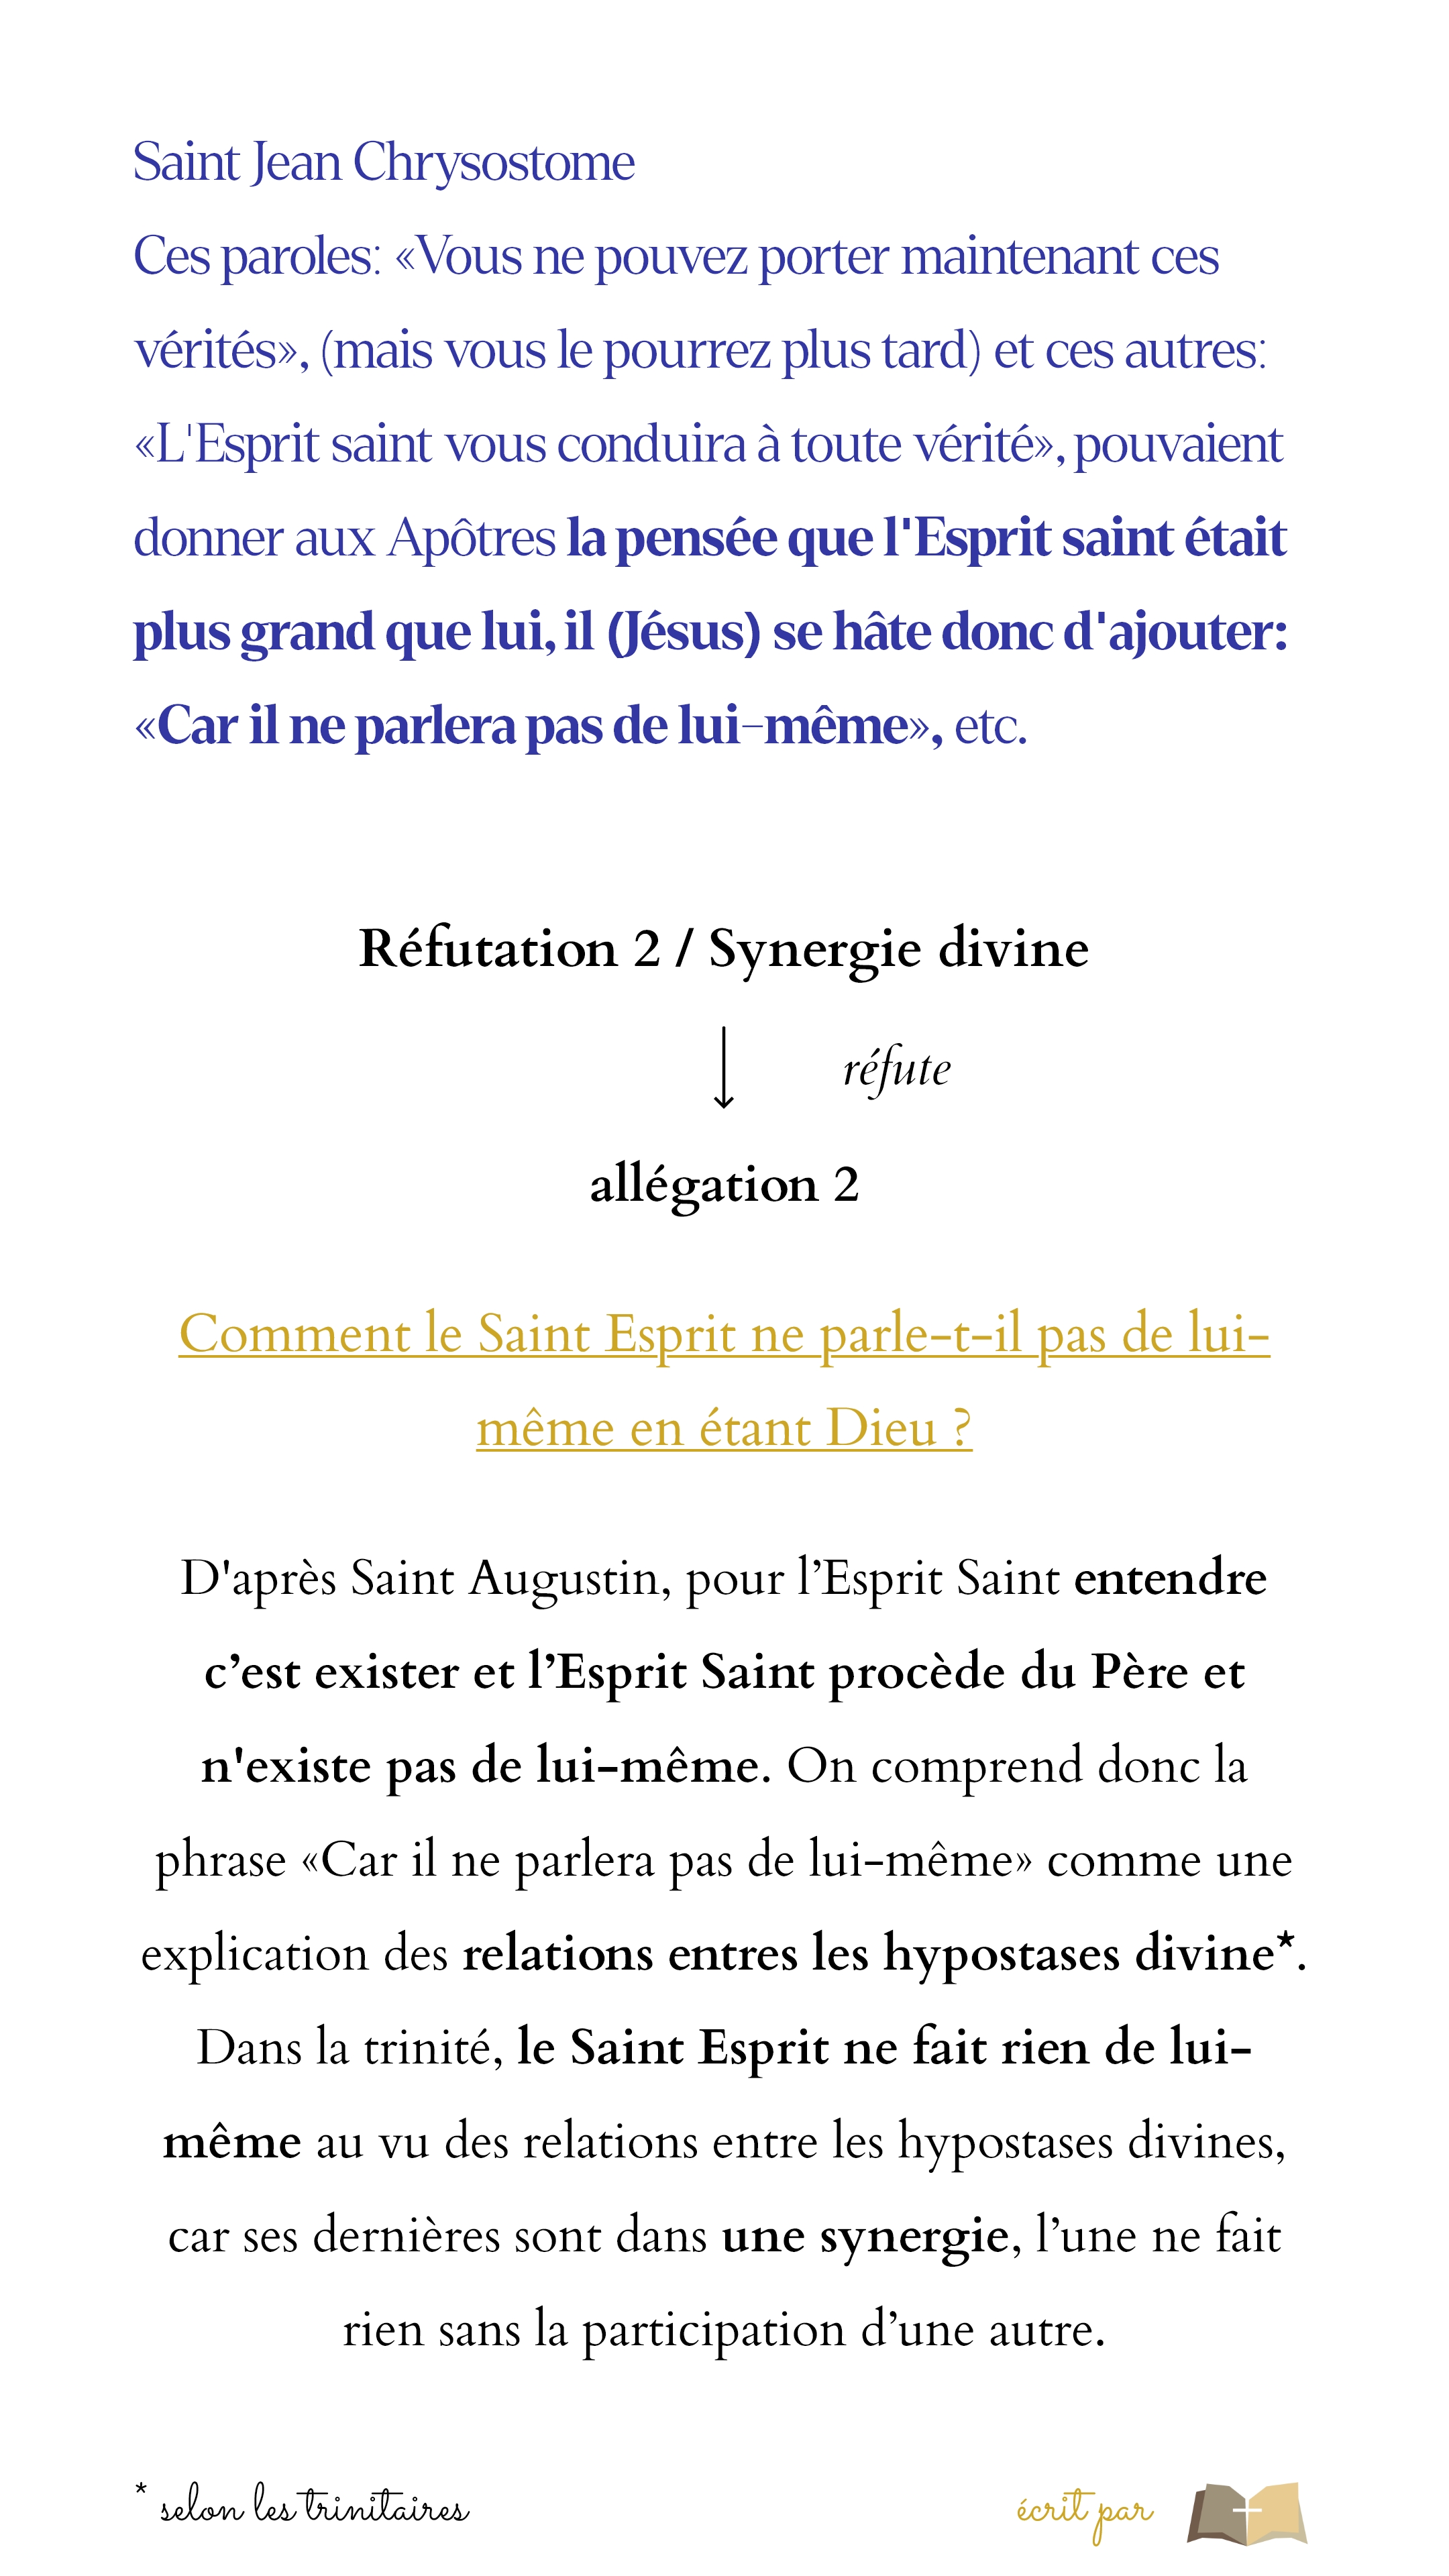 Saint Jean Chrysostome
Ces paroles: «Vous ne pouvez porter maintenant ces
vérités», (mais vous le pourrez plus tard) et ces autres:
«L'Esprit saint vous conduira à toute vérité», pouvaient
donner aux Apôtres la pensée que l'Esprit saint était
plus grand que lui, il (Jésus) se hâte donc d'ajouter:
«Car il ne parlera pas de lui-même», etc.
Réfutation 2 / Synergie divine
réfute
allégation 2
Comment le Saint Esprit ne parle-t-il pas de lui-
même en étant Dieu ?
D'après Saint Augustin, pour l’Esprit Saint entendre
c’est exister et l’Esprit Saint procède du Père et
n'existe pas de lui-même. On comprend donc la
phrase «Car il ne parlera pas de lui-même» comme une
explication des relations entres les hypostases divine*.
Dans la trinité, le Saint Esprit ne fait rien de lui-
même au vu des relations entre les hypostases divines,
car ses dernières sont dans une synergie, l’une ne fait
rien sans la participation d’une autre.
* selon les trinitaires
écrit par